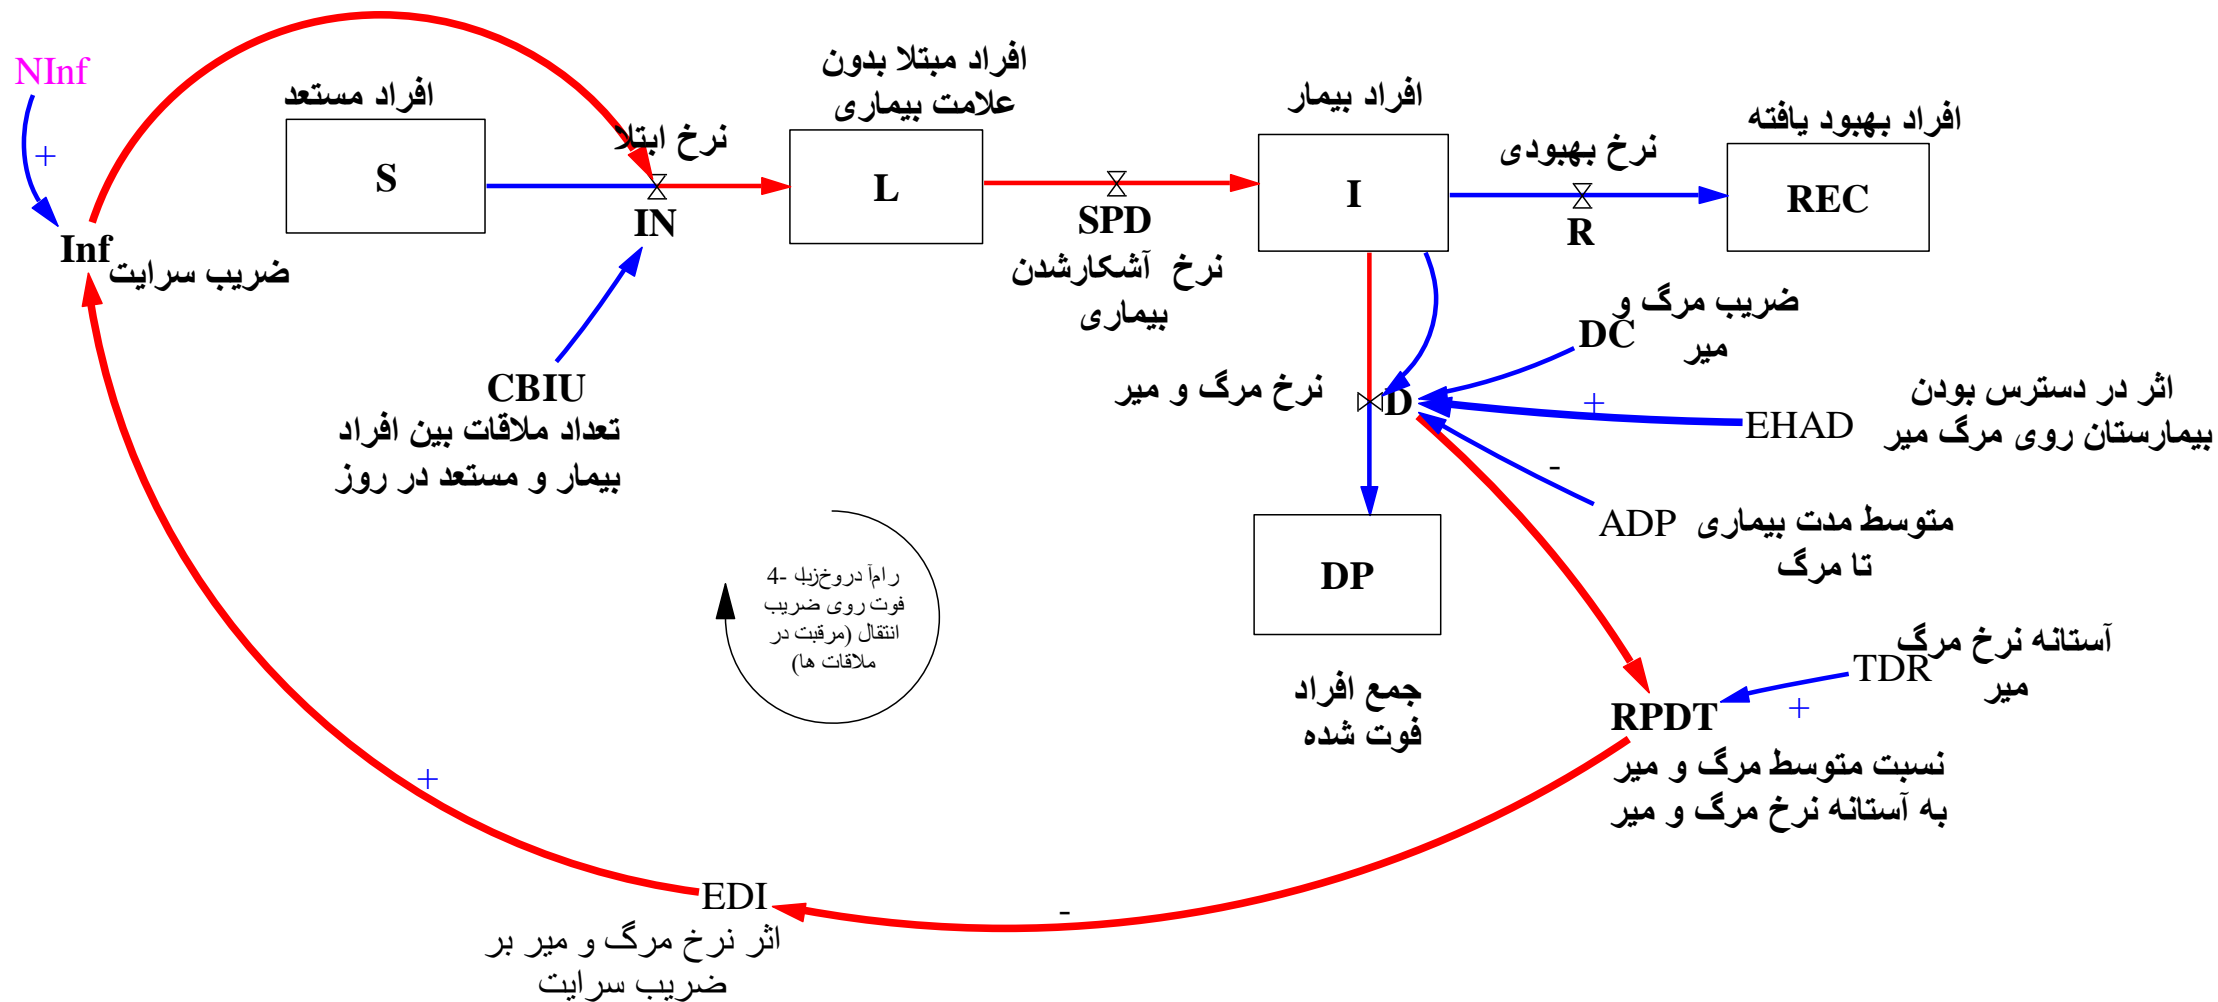 NInf
+
Inf
ضریب سرایت
افراد مستعد
S
نرخ ابتلا
IN
CBIU
تعداد ملاقات بین افراد
بیمار و مستعد در روز
افراد مبتلا بدون
علامت بیماری
L
SPD
نرخ آشکارشدن
بیماری
افراد بیمار
I
نرخ بهبودی
R
افراد بهبود یافته
REC
ضریب مرگ و
میر
DC
نرخ مرگ و میر
D
+
EHAD
اثر در دسترس بودن
بیمارستان روی مرگ میر
-
ADP
متوسط مدت بیماری
تا مرگ
DP
جمع افراد
فوت شده
آستانه نرخ مرگ
میر
TDR
+
RPDT
نسبت متوسط مرگ و میر
به آستانه نرخ مرگ و میر
4-
فوت روی ضریب
انتقال (مرقبت در
ملاقات ها)
+
-
EDI
اثر نرخ مرگ و میر بر
ضریب سرایت